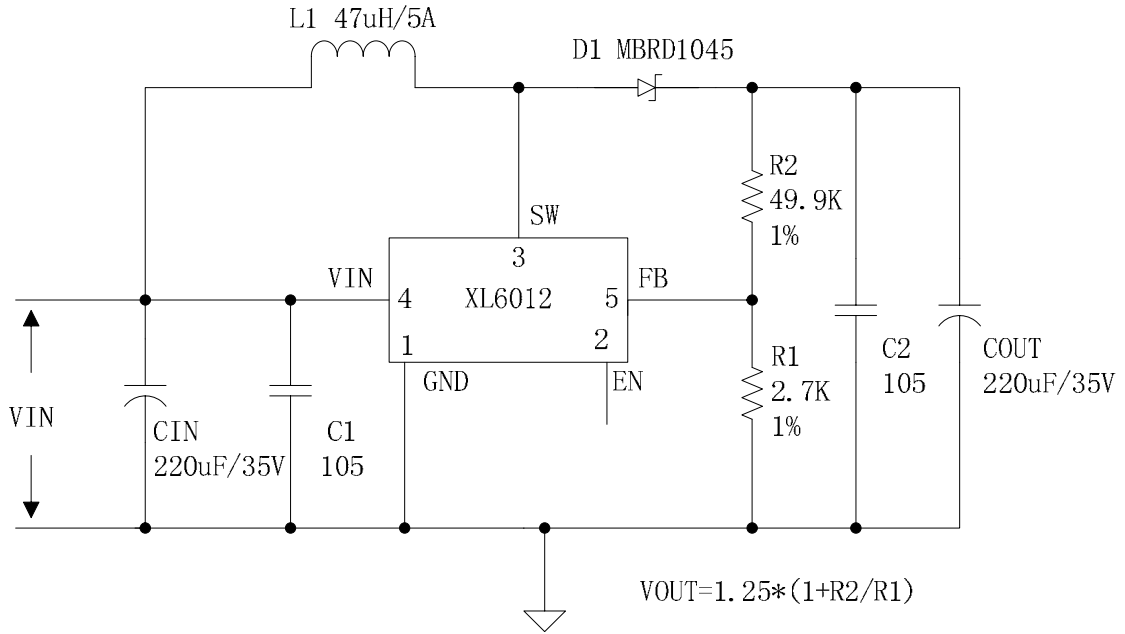 L1 47uH/5A
D1 MBRD1045
R2
49.9K
1%
SW
3
VIN
FB
4
XL6012
5
1
2
GND
EN
R1
2.7K
1%
C2
105
COUT
220uF/35V
VIN
CIN
220uF/35V
C1
105
VOUT=1.25*(1+R2/R1)